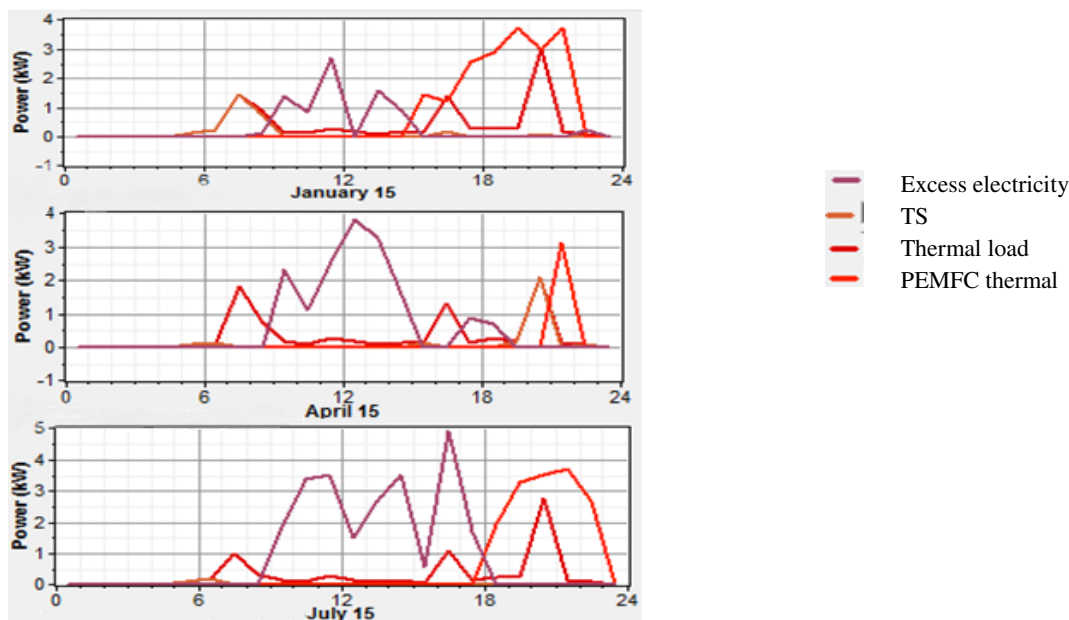 4
3
2
1
0
-1
Power (kW)
0 6 12 18 24
January 15
4
3
2
1
0
-1
Power (kW)
0 6 12 18 24
April 15
5
4
3
2
1
0
Power (kW)
0 6 12 18 24
July 15
Excess electricity
TS
Thermal load
PEMFC thermal